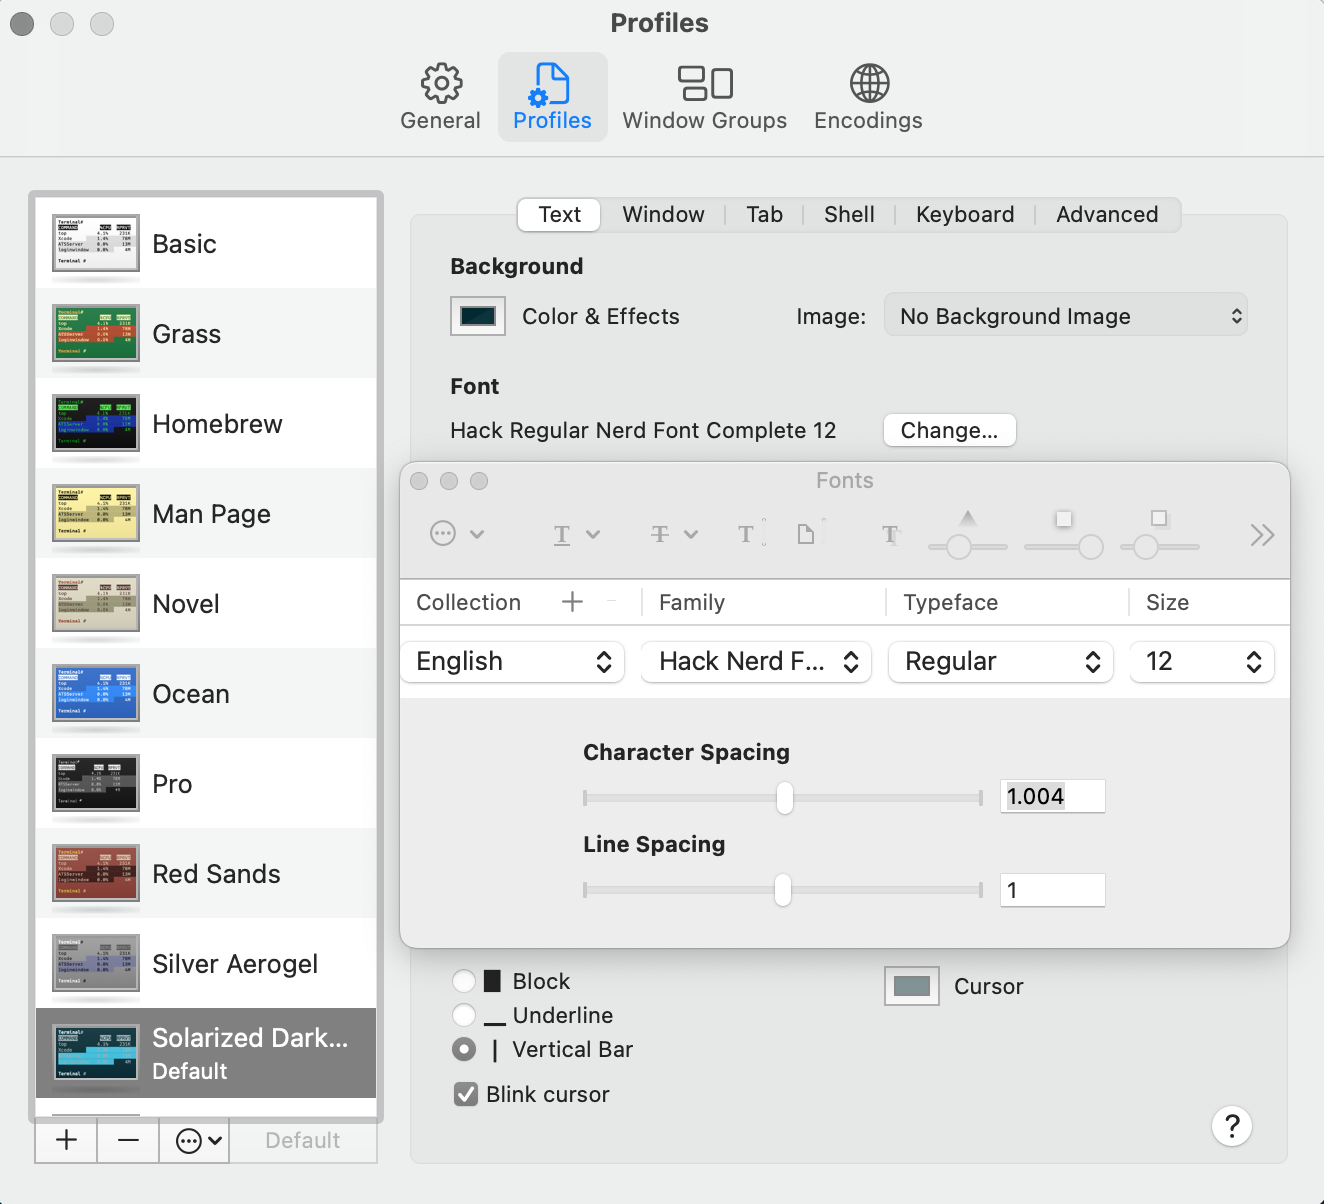 Profiles
General
Profiles
Window Groups
Encodings
Basic
Grass
Homebrew
Man Page
Novel
Ocean
Pro
Red Sands
Silver Aerogel
Solarized Dark...
Default
Default
Text
Window
Tab
Shell
Keyboard
Advanced
Background
Color & Effects
Image:
No Background Image
Font
Hack Regular Nerd Font Complete 12
Change...
Fonts
Collection
Family
Typeface
Size
English
Hack Nerd F...
Regular
12
Character Spacing
1.004
Line Spacing
1
Block
Underline
Vertical Bar
Blink cursor
Cursor
?